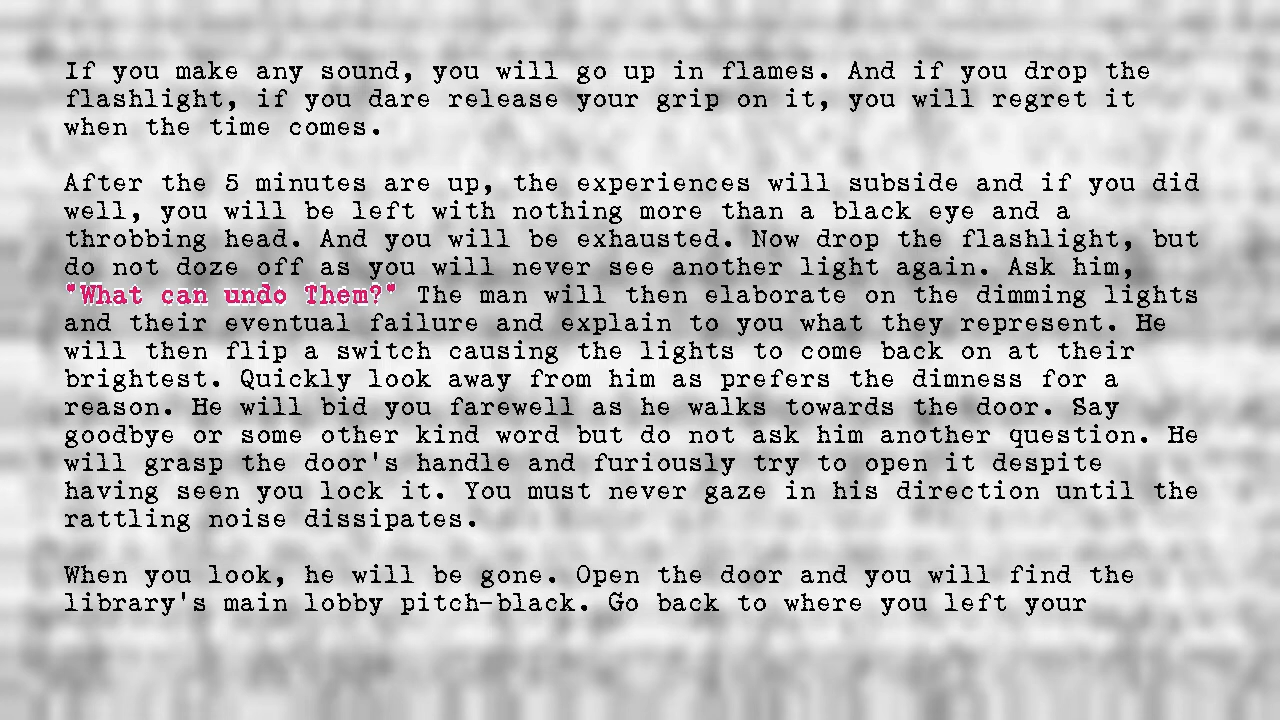 If you make any sound, you will go up in flames. And if you drop the
flashlight, if you dare release your grip on it, you will regret it
when the time comes.
After the 5 minutes are up, the experiences will subside and if you did
well, you will be left with nothing more than a black eye and a
throbbing head. And you will be exhausted. Now drop the flashlight, but
do not doze off as you will never see another light again. Ask him,
"What can undo Them?" The man will then elaborate on the dimming lights
and their eventual failure and explain to you what they represent. He
will then flip a switch causing the lights to come back on at their
brightest. Quickly look away from him as prefers the dimness for a
reason. He will bid you farewell as he walks towards the door. Say
goodbye or some other kind word but do not ask him another question. He
will grasp the door's handle and furiously try to open it despite
having seen you lock it. You must never gaze in his direction until the
rattling noise dissipates.
When you look, he will be gone. Open the door and you will find the
library's main lobby pitch-black. Go back to where you left your